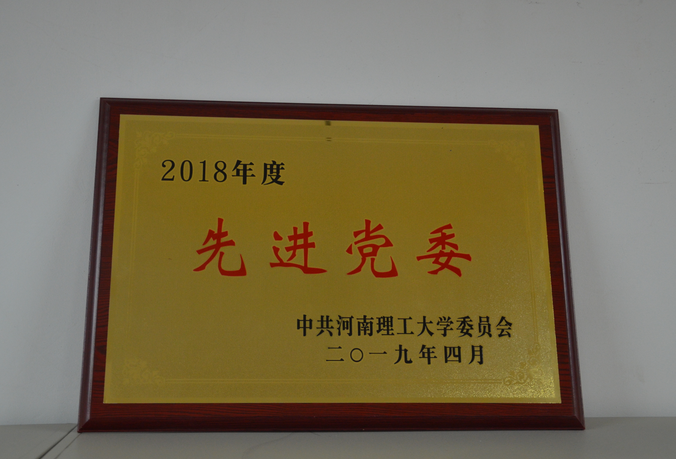 2018年度
先进党委
中共河南理工大学委员会
二〇一九年四月